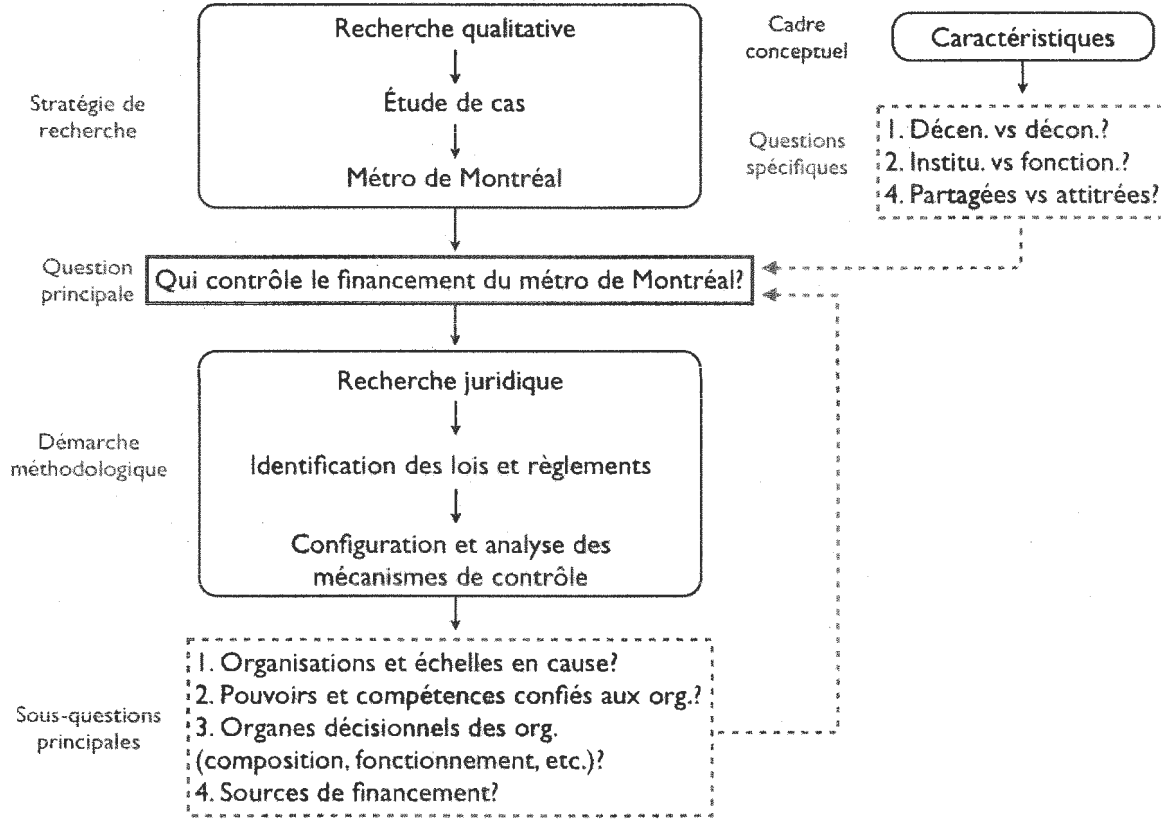 Recherche qualitative
Étude de cas
Métro de Montréal
Stratégie de
recherche
Cadre
conceptuel
Caractéristiques
Questions
spécifiques
1. Décen. vs décon.?
2. Institu. vs fonction.?
4. Partagées vs attitrées?
Question
principale
Qui contrôle le financement du métro de Montréal?
Démarche
méthodologique
Recherche juridique
Identification des lois et règlements
Configuration et analyse des
mécanismes de contrôle
Sous-questions
principales
1. Organisations et échelles en cause?
2. Pouvoirs et compétences confiés aux org.?
3. Organes décisionnels des org.
(composition, fonctionnement, etc.)?
4. Sources de financement?